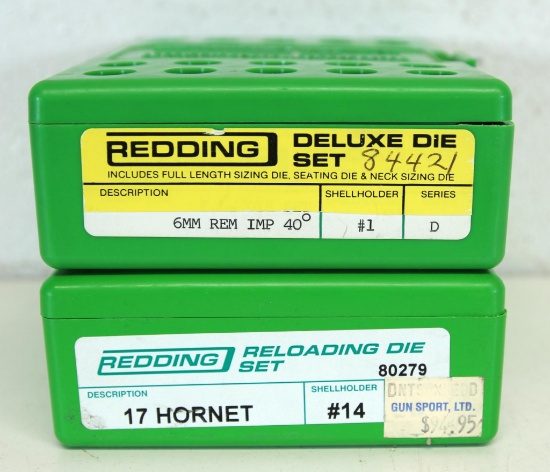 REDDING DELUXE DIE
SET 84421
INCLUDES FULL LENGTH SIZING DIE, SEATING DIE & NECK SIZING DIE
DESCRIPTION SHELLHOLDER SERIES
6MM REM IMP 40° #1 D
REDDING RELOADING DIE
SET 80279
DESCRIPTION SHELLHOLDER
17 HORNET #14
GUN SPORT, LTD.